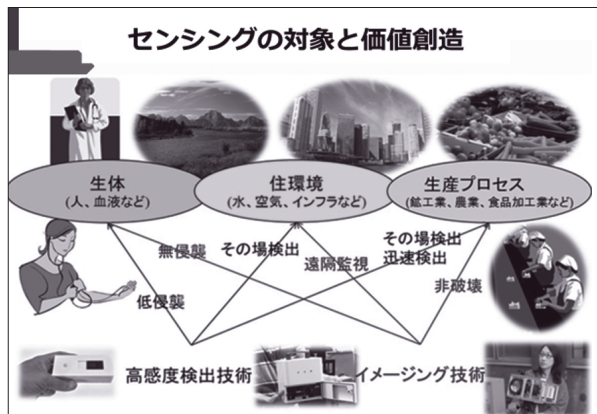 センシングの対象と価値創造
生体
(人、血液など)
住環境
(水、空気、インフラなど)
生産プロセス
(鉱工業、農業、食品加工業など)
無侵襲
その場検出
遠隔監視
その場検出
迅速検出
低侵襲
非破壊
高感度検出技術
イメージング技術